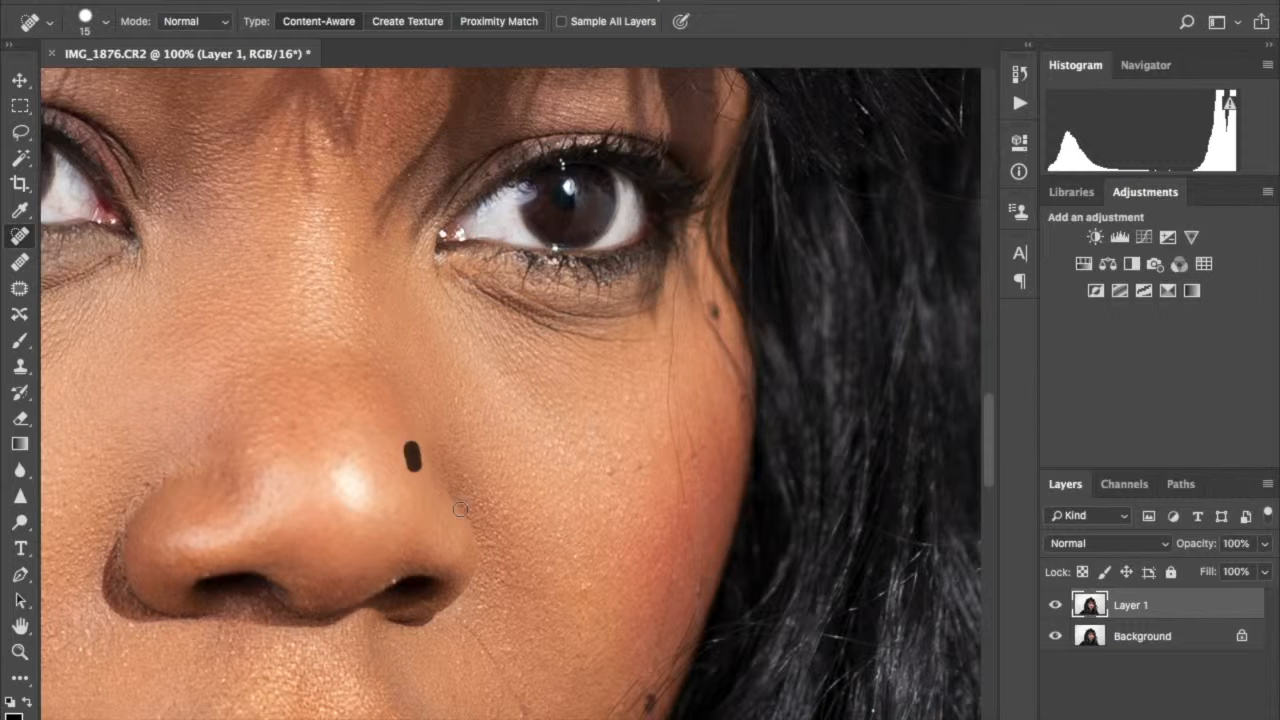 Mode: Normal Type: Content-Aware Create Texture Proximity Match Sample All Layers
15
× IMG_1876.CR2 @ 100% (Layer 1, RGB/16*) *
Histogram Navigator
Libraries Adjustments
Add an adjustment
Layers Channels Paths
Kind
Normal Opacity: 100%
Lock: Fill: 100%
Layer 1
Background